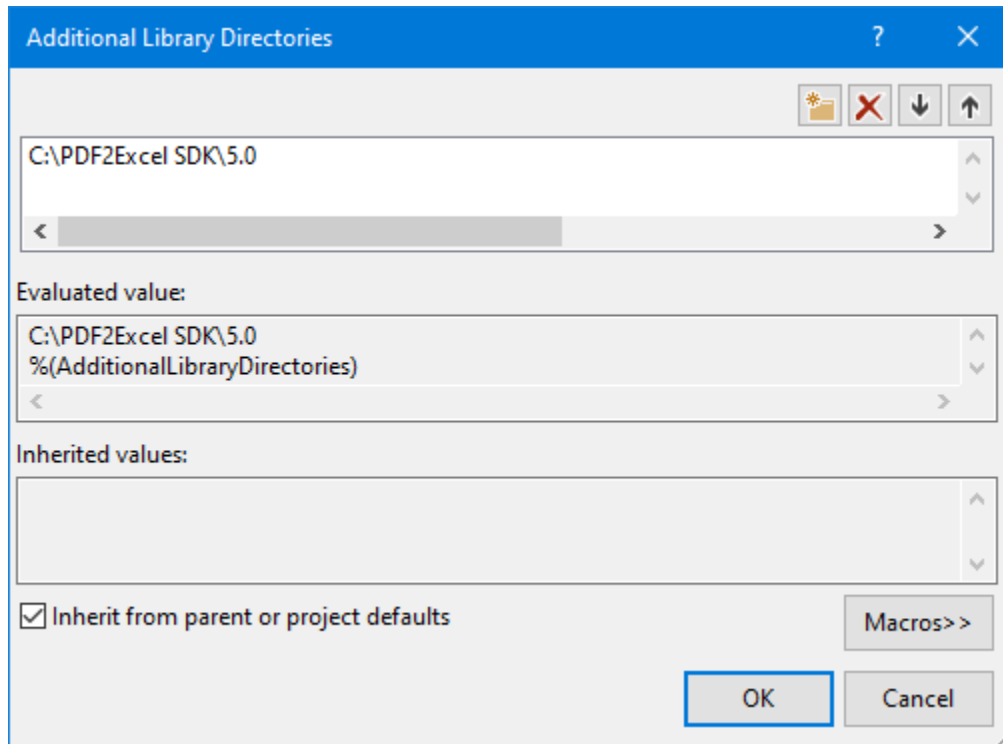 Additional Library Directories
?
C:\PDF2Excel SDK\5.0
Evaluated value:
C:\PDF2Excel SDK\5.0
%(AdditionalLibraryDirectories)
Inherited values:
Inherit from parent or project defaults
Macros>>
OK
Cancel